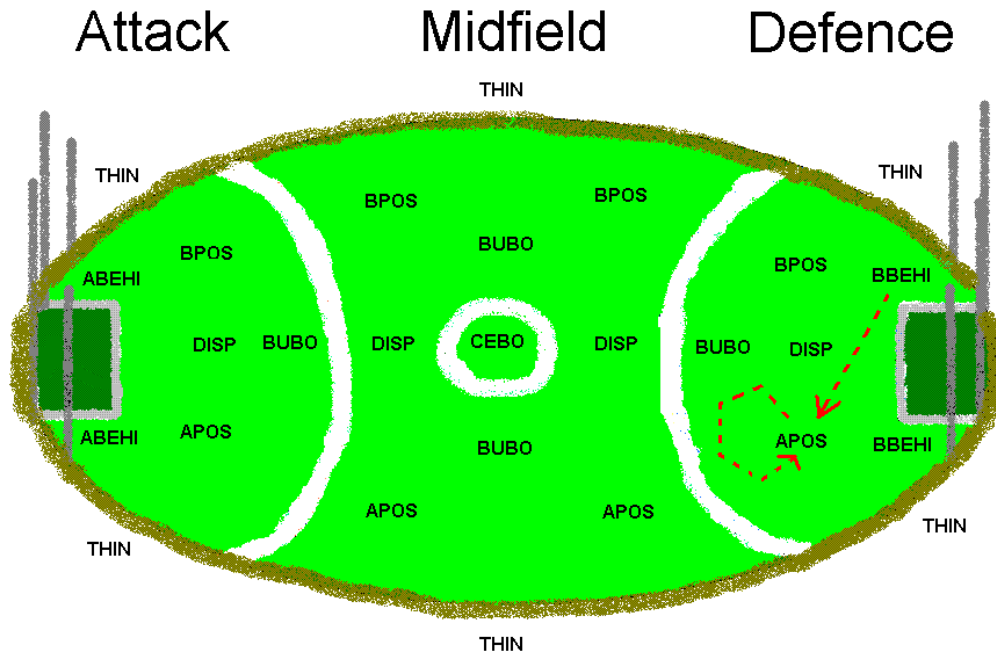 Attack Midfield Defence
THIN
THIN
THIN
BPOS
BPOS
BPOS
BUBO
BPOS
ABEHI
BBEHI
DISP
BUBO
DISP
CEBO
DISP
BUBO
DISP
ABEHI
APOS
BUBO
APOS
BBEHI
APOS
APOS
THIN
THIN
THIN